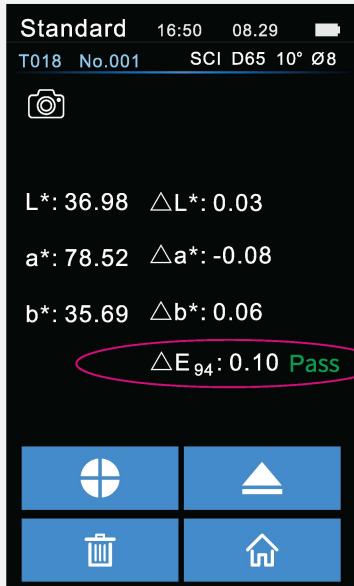 Standard 16:50 08.29
T018 No.001 SCI D65 10° Ø8
L*: 36.98 △L*: 0.03
a*: 78.52 △a*: -0.08
b*: 35.69 △b*: 0.06
△E94: 0.10 Pass